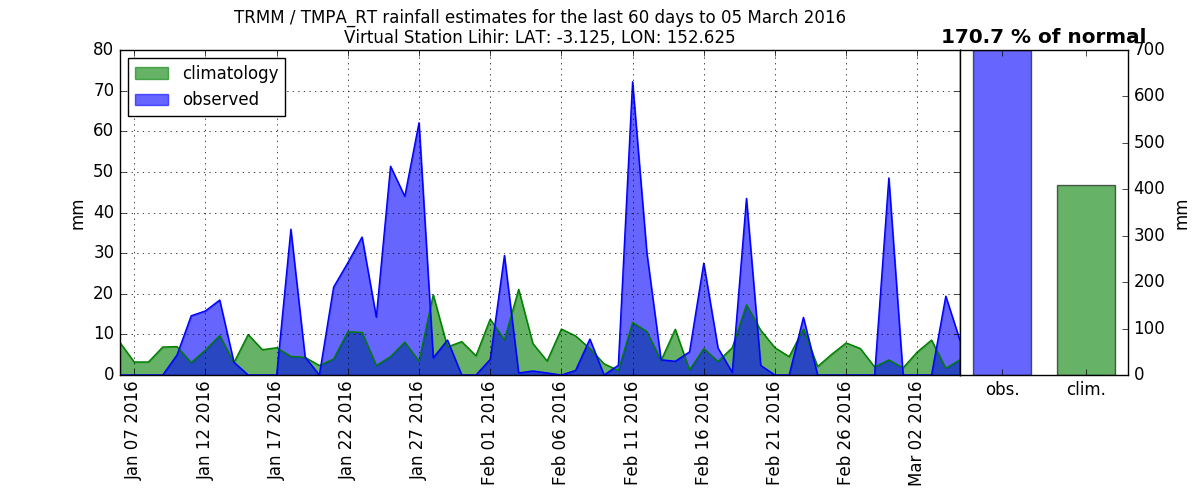 TRMM / TMPA_RT rainfall estimates for the last 60 days to 05 March 2016
Virtual Station Lihir: LAT: -3.125, LON: 152.625
170.7 % of normal
climatology
observed
mm
80
70
60
50
40
30
20
10
0
Jan 07 2016
Jan 12 2016
Jan 17 2016
Jan 22 2016
Jan 27 2016
Feb 01 2016
Feb 06 2016
Feb 11 2016
Feb 16 2016
Feb 21 2016
Feb 26 2016
Mar 02 2016
obs.
clim.
700
600
500
400
300
200
100
0
mm